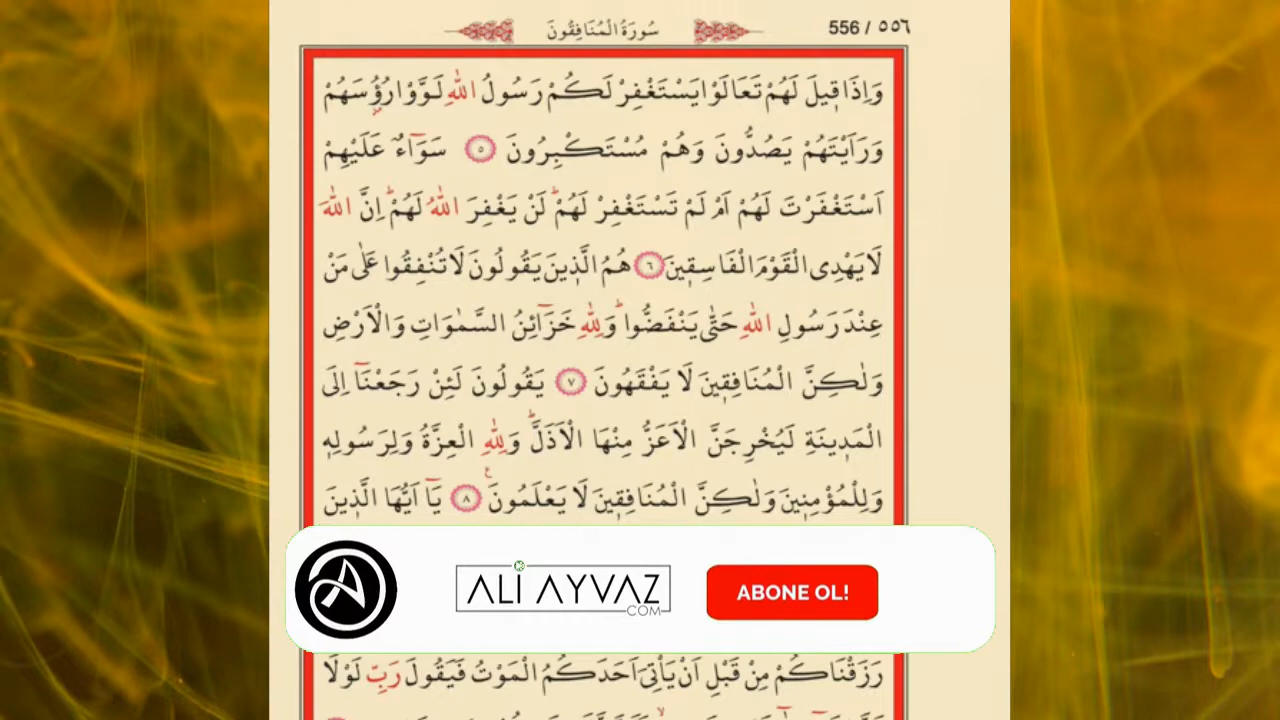 سُورَةُ الْمُنَافِقُونَ 556 / ٥٥٦
وَاِذَا قٖيلَ لَهُمْ تَعَالَوْا يَسْتَغْفِرْ لَكُمْ رَسُولُ اللّٰهِ لَوَّوْا رُؤُ۫سَهُمْ
وَرَاَيْتَهُمْ يَصُدُّونَ وَهُمْ مُسْتَكْبِرُونَ ٥ سَوَٓاءٌ عَلَيْهِمْ
اَسْتَغْفَرْتَ لَهُمْ اَمْ لَمْ تَسْتَغْفِرْ لَهُمْۜ لَنْ يَغْفِرَ اللّٰهُ لَهُمْۜ اِنَّ اللّٰهَ
لَا يَهْدِى الْقَوْمَ الْفَاسِقٖينَ ٦ هُمُ الَّذٖينَ يَقُولُونَ لَا تُنْفِقُوا عَلٰى مَنْ
عِنْدَ رَسُولِ اللّٰهِ حَتّٰى يَنْفَضُّواۜ وَلِلّٰهِ خَزَٓائِنُ السَّمٰوَاتِ وَالْاَرْضِ
وَلٰكِنَّ الْمُنَافِقٖينَ لَا يَفْقَهُونَ ٧ يَقُولُونَ لَئِنْ رَجَعْنَٓا اِلَى
الْمَدٖينَةِ لَيُخْرِجَنَّ الْاَعَزُّ مِنْهَا الْاَذَلَّۜ وَلِلّٰهِ الْعِزَّةُ وَلِرَسُولِهٖ
وَلِلْمُؤْمِنٖينَ وَلٰكِنَّ الْمُنَافِقٖينَ لَا يَعْلَمُونَ ٨ يَٓا اَيُّهَا الَّذٖينَ
ALİ AYVAZ
.COM
ABONE OL!
رَزَقْنَاكُمْ مِنْ قَبْلِ اَنْ يَاْتِىَ اَحَدَكُمُ الْمَوْتُ فَيَقُولَ رَبِّ لَوْلَٓا